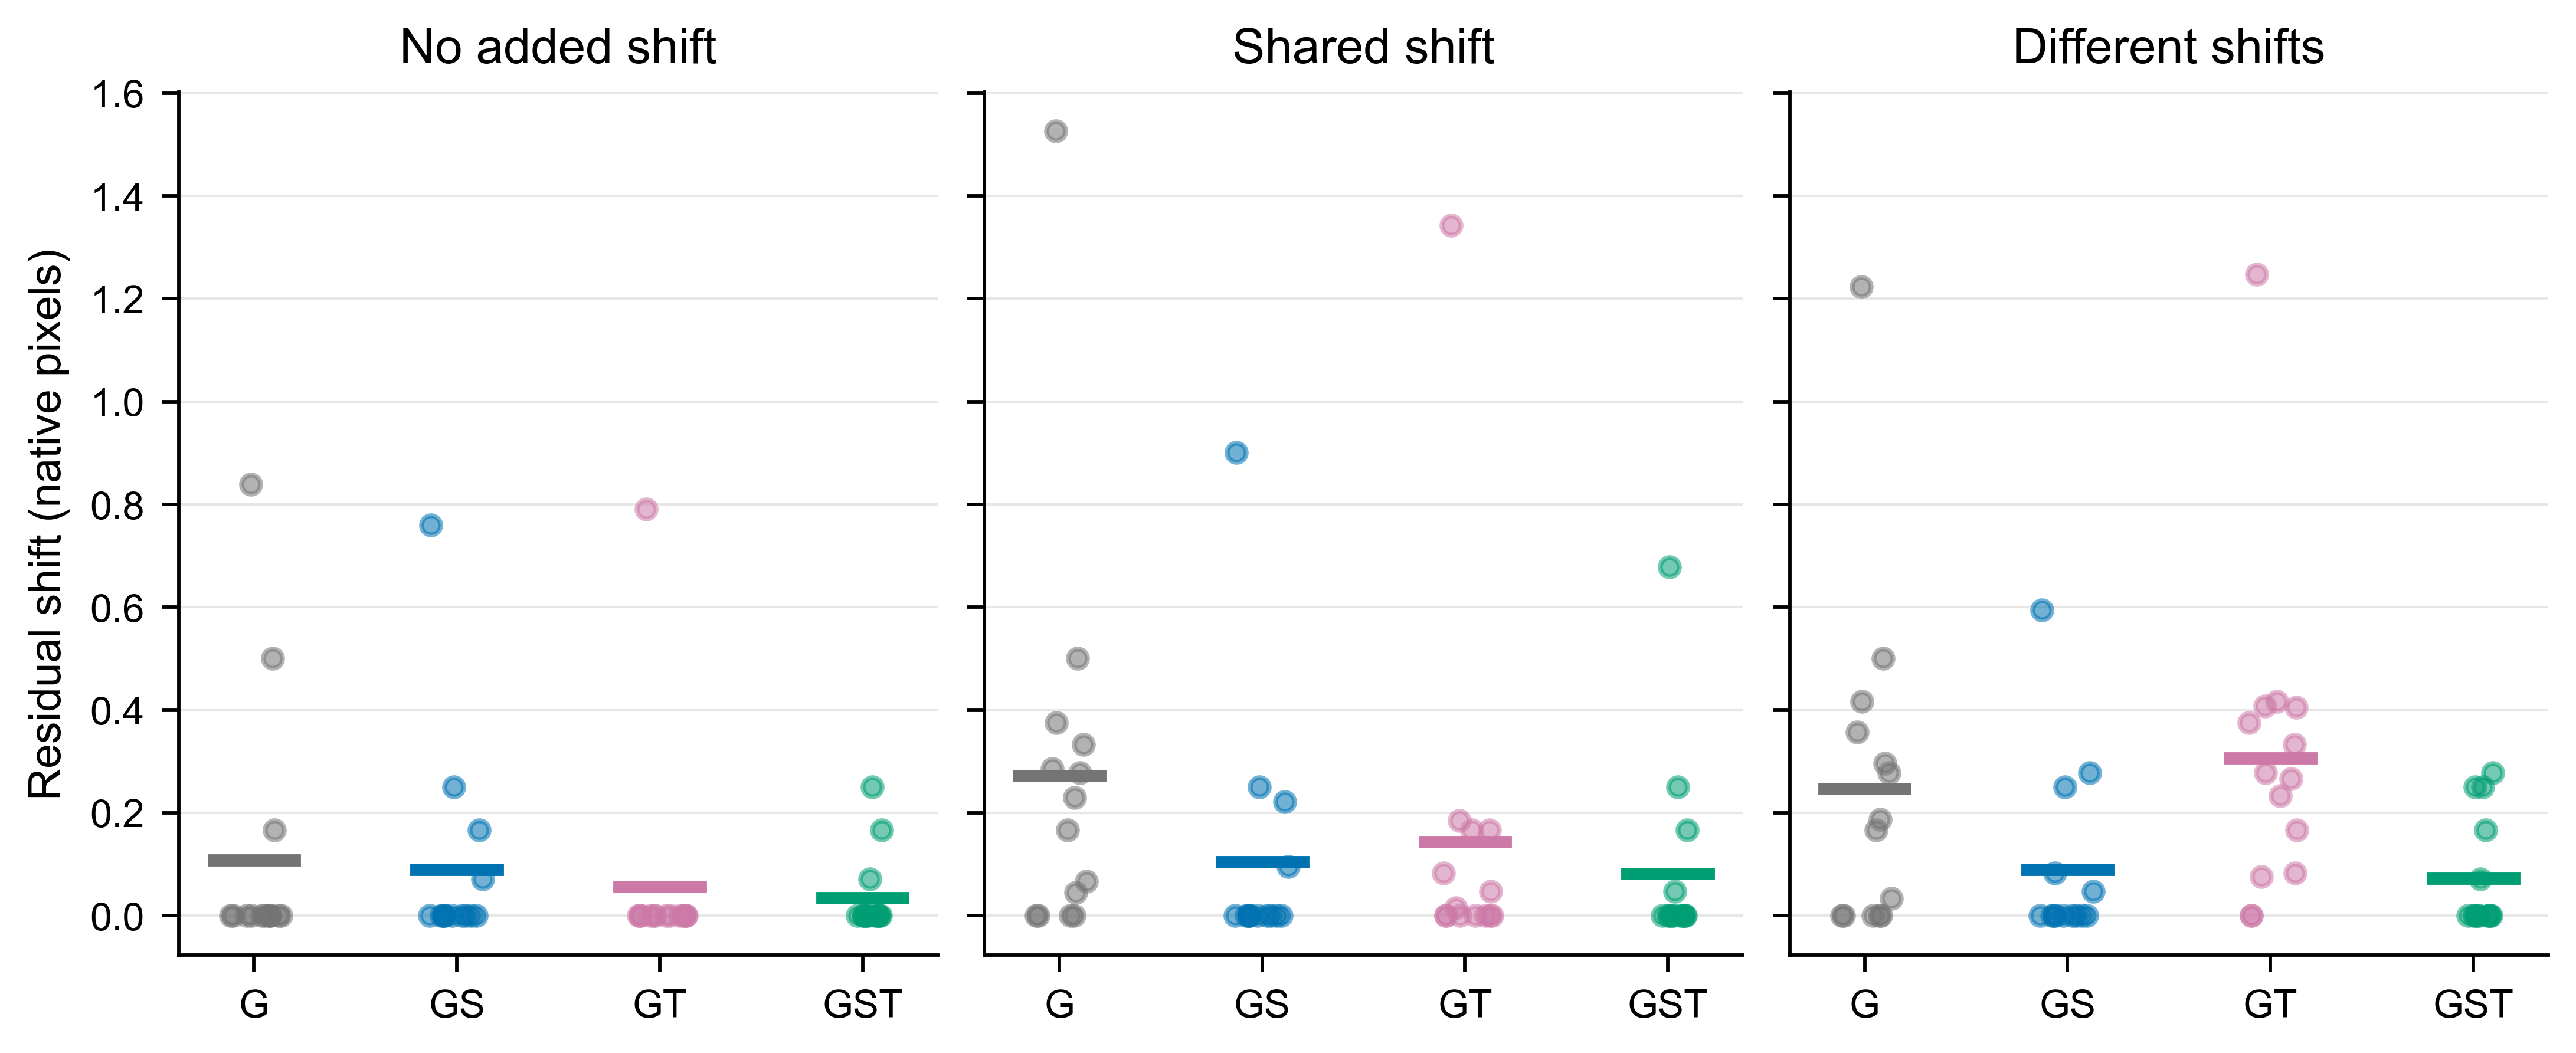 No added shift
Shared shift
Different shifts
Residual shift (native pixels)
1.6
1.4
1.2
1.0
0.8
0.6
0.4
0.2
0.0
G GS GT GST
G GS GT GST
G GS GT GST